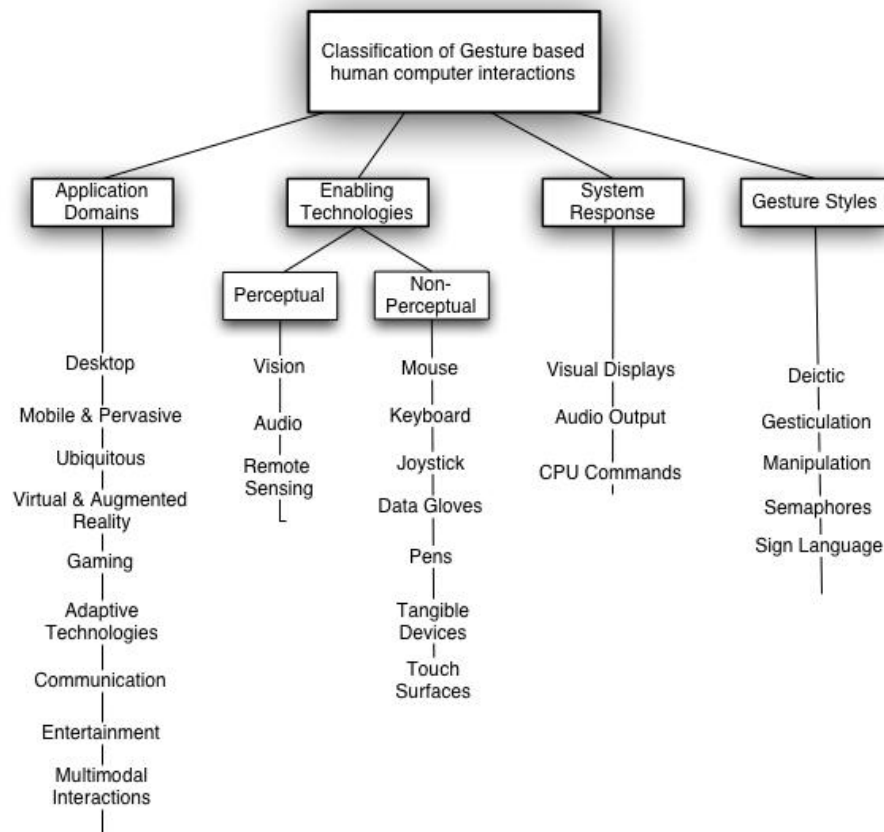 Classification of Gesture based
human computer interactions
Application
Domains
Enabling
Technologies
System
Response
Gesture Styles
Perceptual
Non-
Perceptual
Desktop
Mobile & Pervasive
Ubiquitous
Virtual & Augmented
Reality
Gaming
Adaptive
Technologies
Communication
Entertainment
Multimodal
Interactions
Vision
Audio
Remote
Sensing
Mouse
Keyboard
Joystick
Data Gloves
Pens
Tangible
Devices
Touch
Surfaces
Visual Displays
Audio Output
CPU Commands
Deictic
Gesticulation
Manipulation
Semaphores
Sign Language